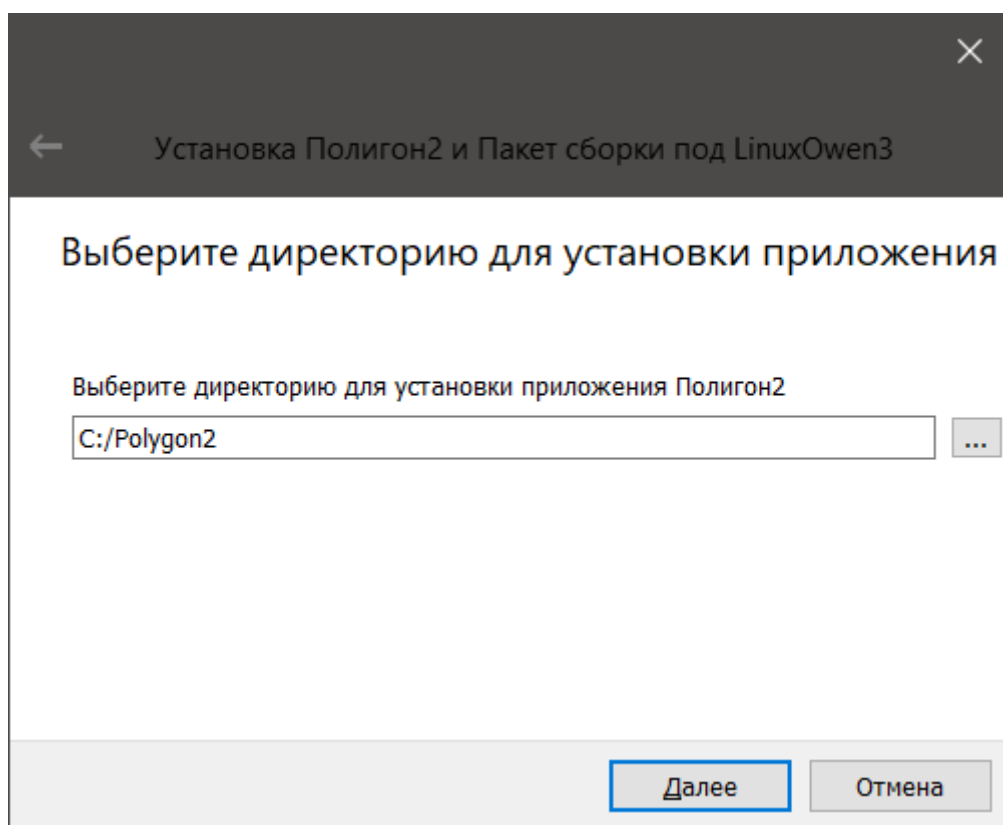 Установка Полигон2 и Пакет сборки под LinuxOwen3
Выберите директорию для установки приложения
Выберите директорию для установки приложения Полигон2
C:/Polygon2
...
Далее
Отмена